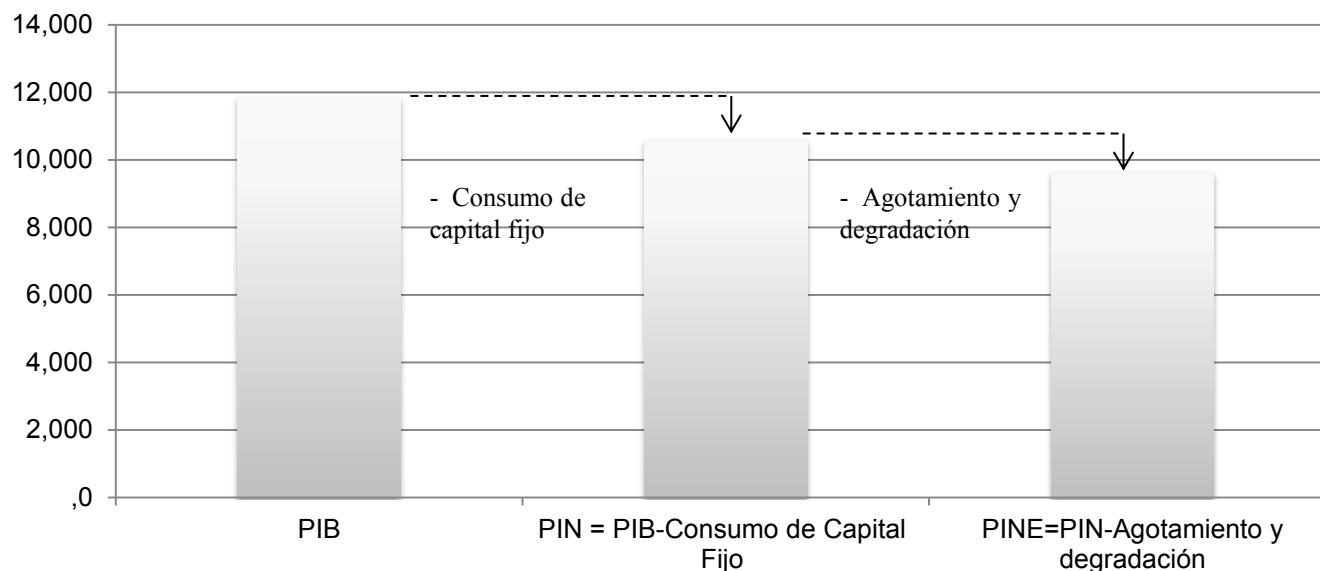 14,000
12,000
10,000
8,000
6,000
4,000
2,000
,0
- Consumo de
capital fijo
- Agotamiento y
degradación
PIB
PIN = PIB-Consumo de Capital
Fijo
PINE=PIN-Agotamiento y
degradación